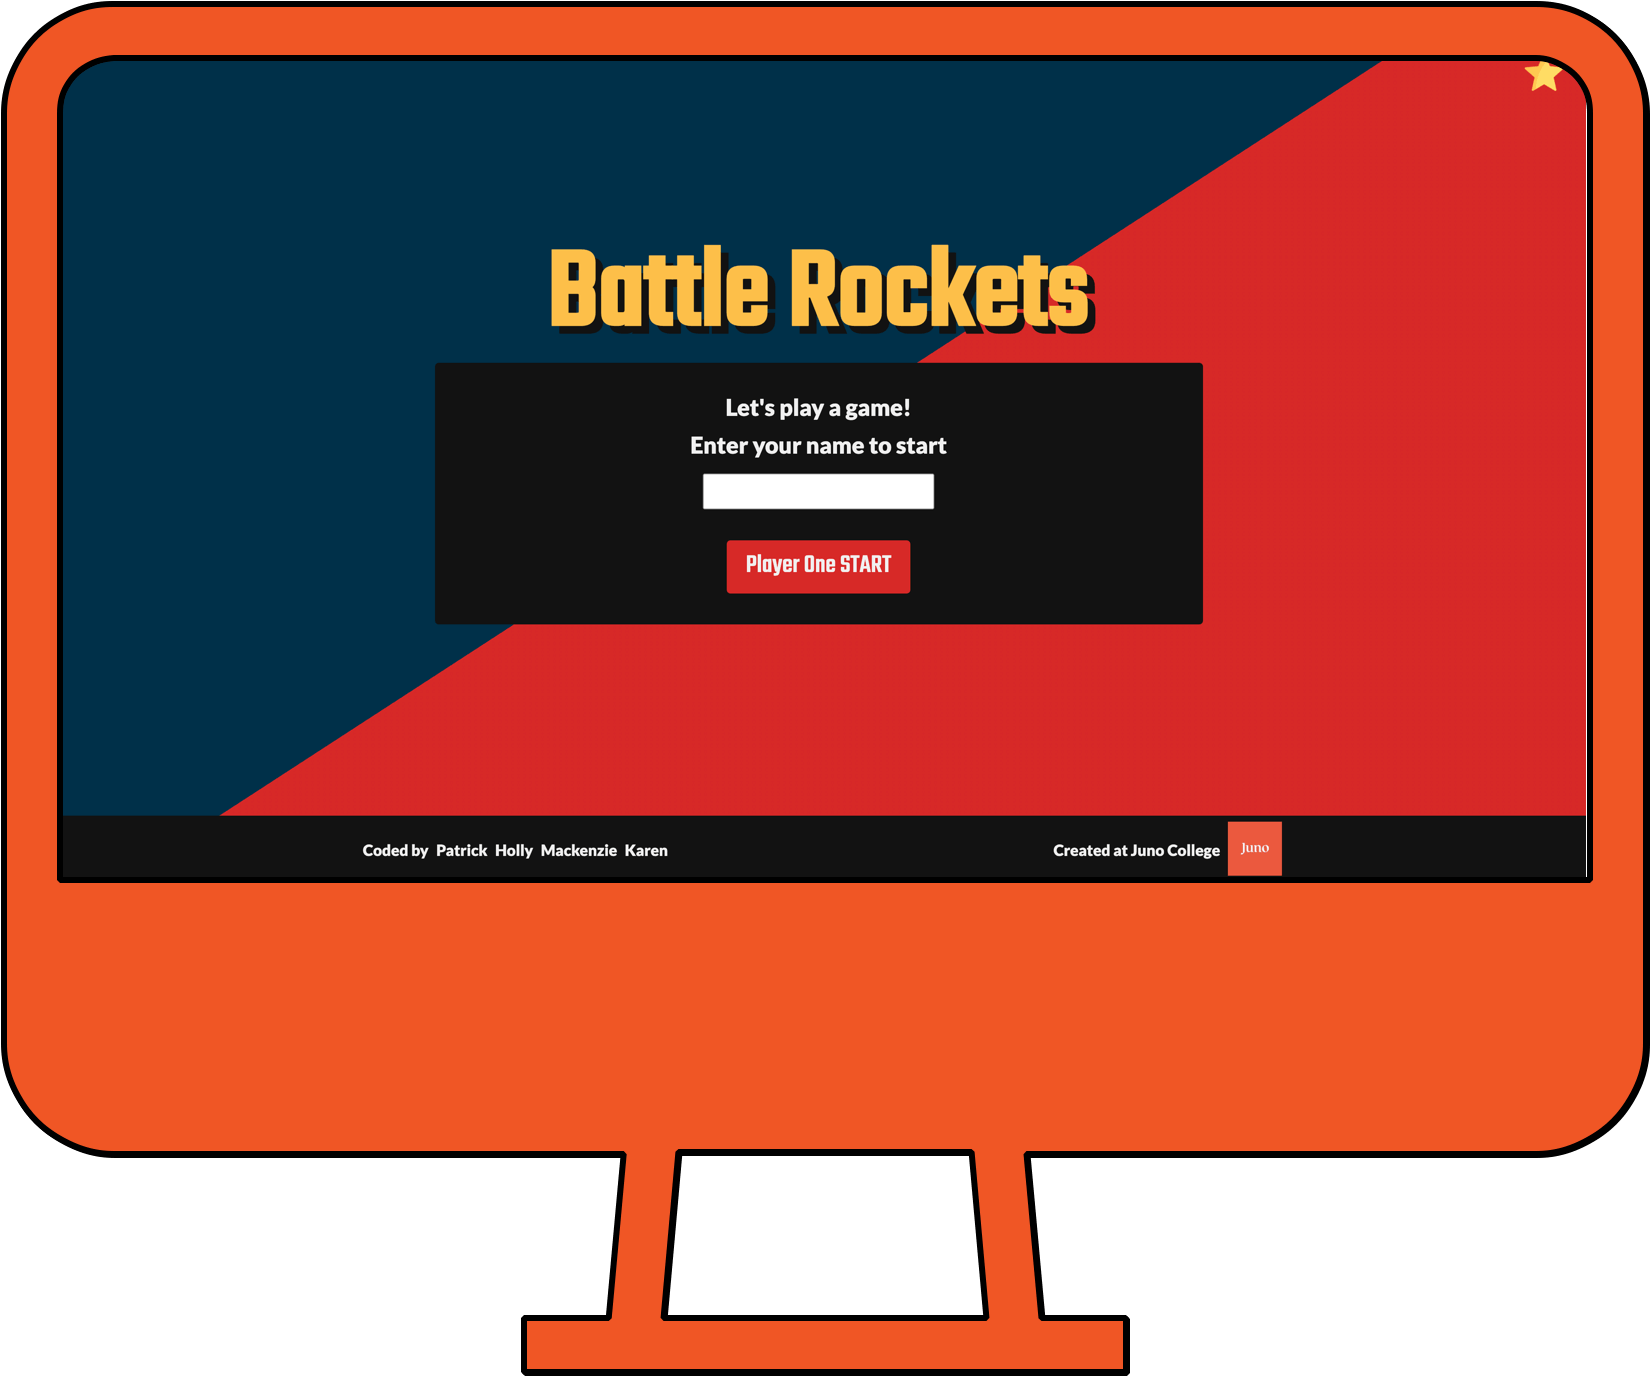 Battle Rockets
Let's play a game!
Enter your name to start
Player One START
Coded by Patrick Holly Mackenzie Karen
Created at Juno College
Juno